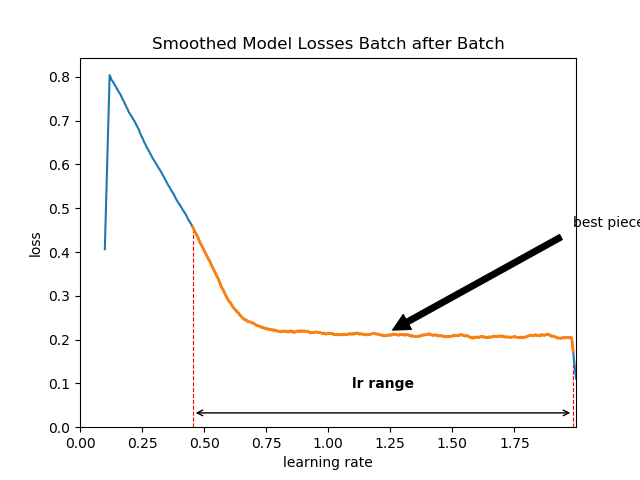 Smoothed Model Losses Batch after Batch
0.8
0.7
0.6
0.5
best piece
0.4
loss
0.3
0.2
0.1
lr range
0.0
0.00 0.25 0.50 0.75 1.00 1.25 1.50 1.75
learning rate